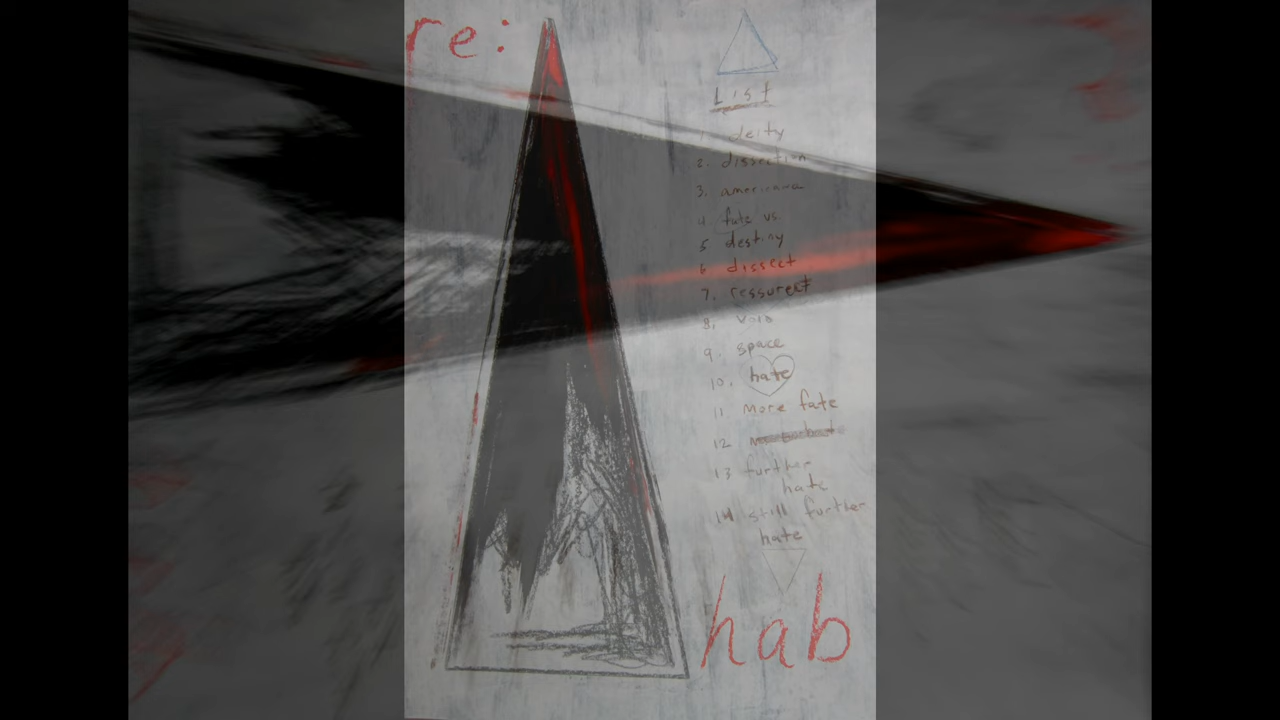 re:
List
1. deity
2. dissection
3. americana
4 fate vs.
5 destiny
6 dissect
7. ressurect
8. void
9. space
10. hate
11. More fate
12
13 further
hate
14 still further
hate
hab